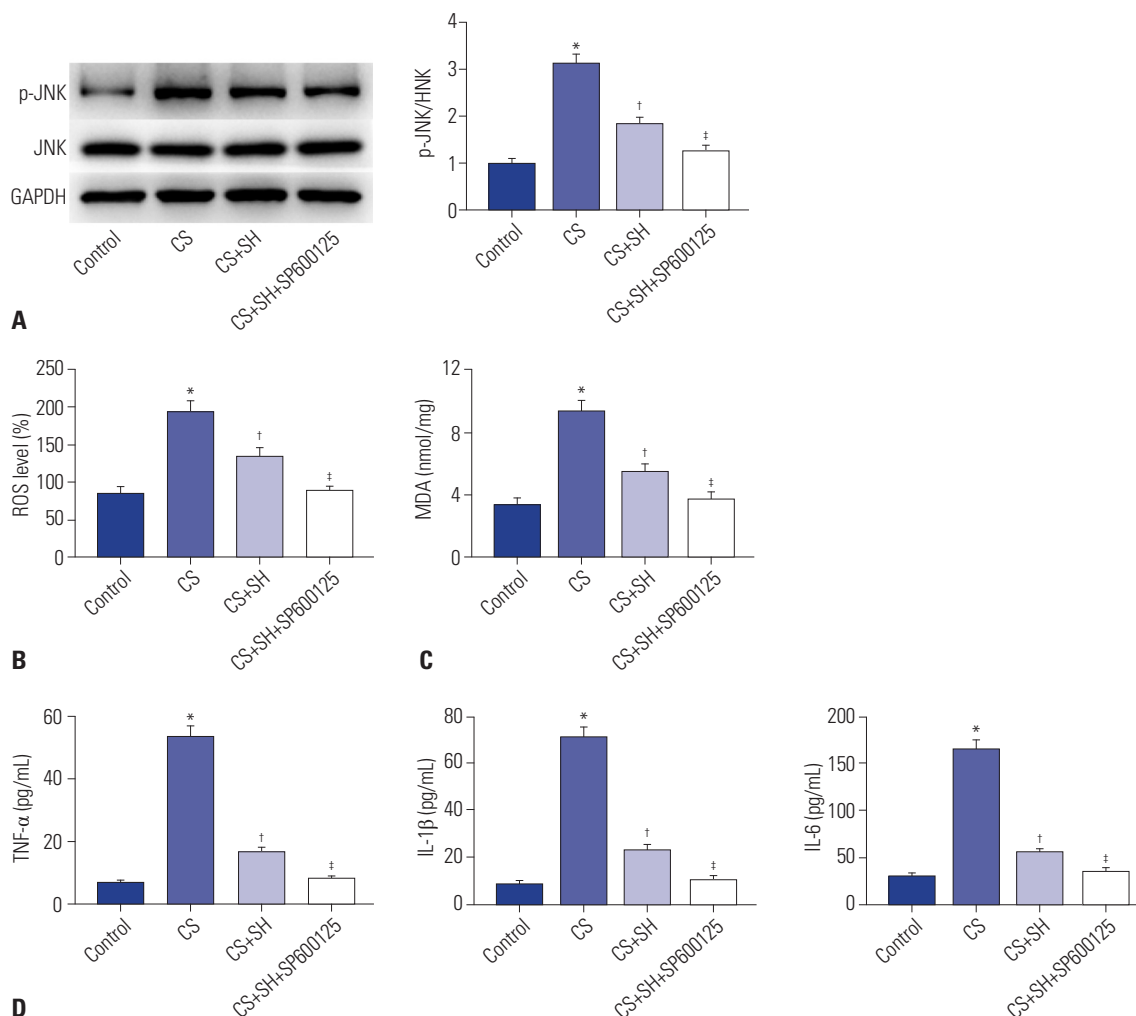 p-JNK
JNK
GAPDH
Control
CS
CS+SH
CS+SH+SP600125
p-JNK/HNK
4
3
2
1
0
*
†
‡
Control
CS
CS+SH
CS+SH+SP600125
A
ROS level (%)
250
200
150
100
50
0
*
†
‡
Control
CS
CS+SH
CS+SH+SP600125
B
MDA (nmol/mg)
12
8
4
0
*
†
‡
Control
CS
CS+SH
CS+SH+SP600125
C
TNF-α (pg/mL)
60
40
20
0
*
†
‡
Control
CS
CS+SH
CS+SH+SP600125
IL-1β (pg/mL)
80
60
40
20
0
*
†
‡
Control
CS
CS+SH
CS+SH+SP600125
IL-6 (pg/mL)
200
150
100
50
0
*
†
‡
Control
CS
CS+SH
CS+SH+SP600125
D